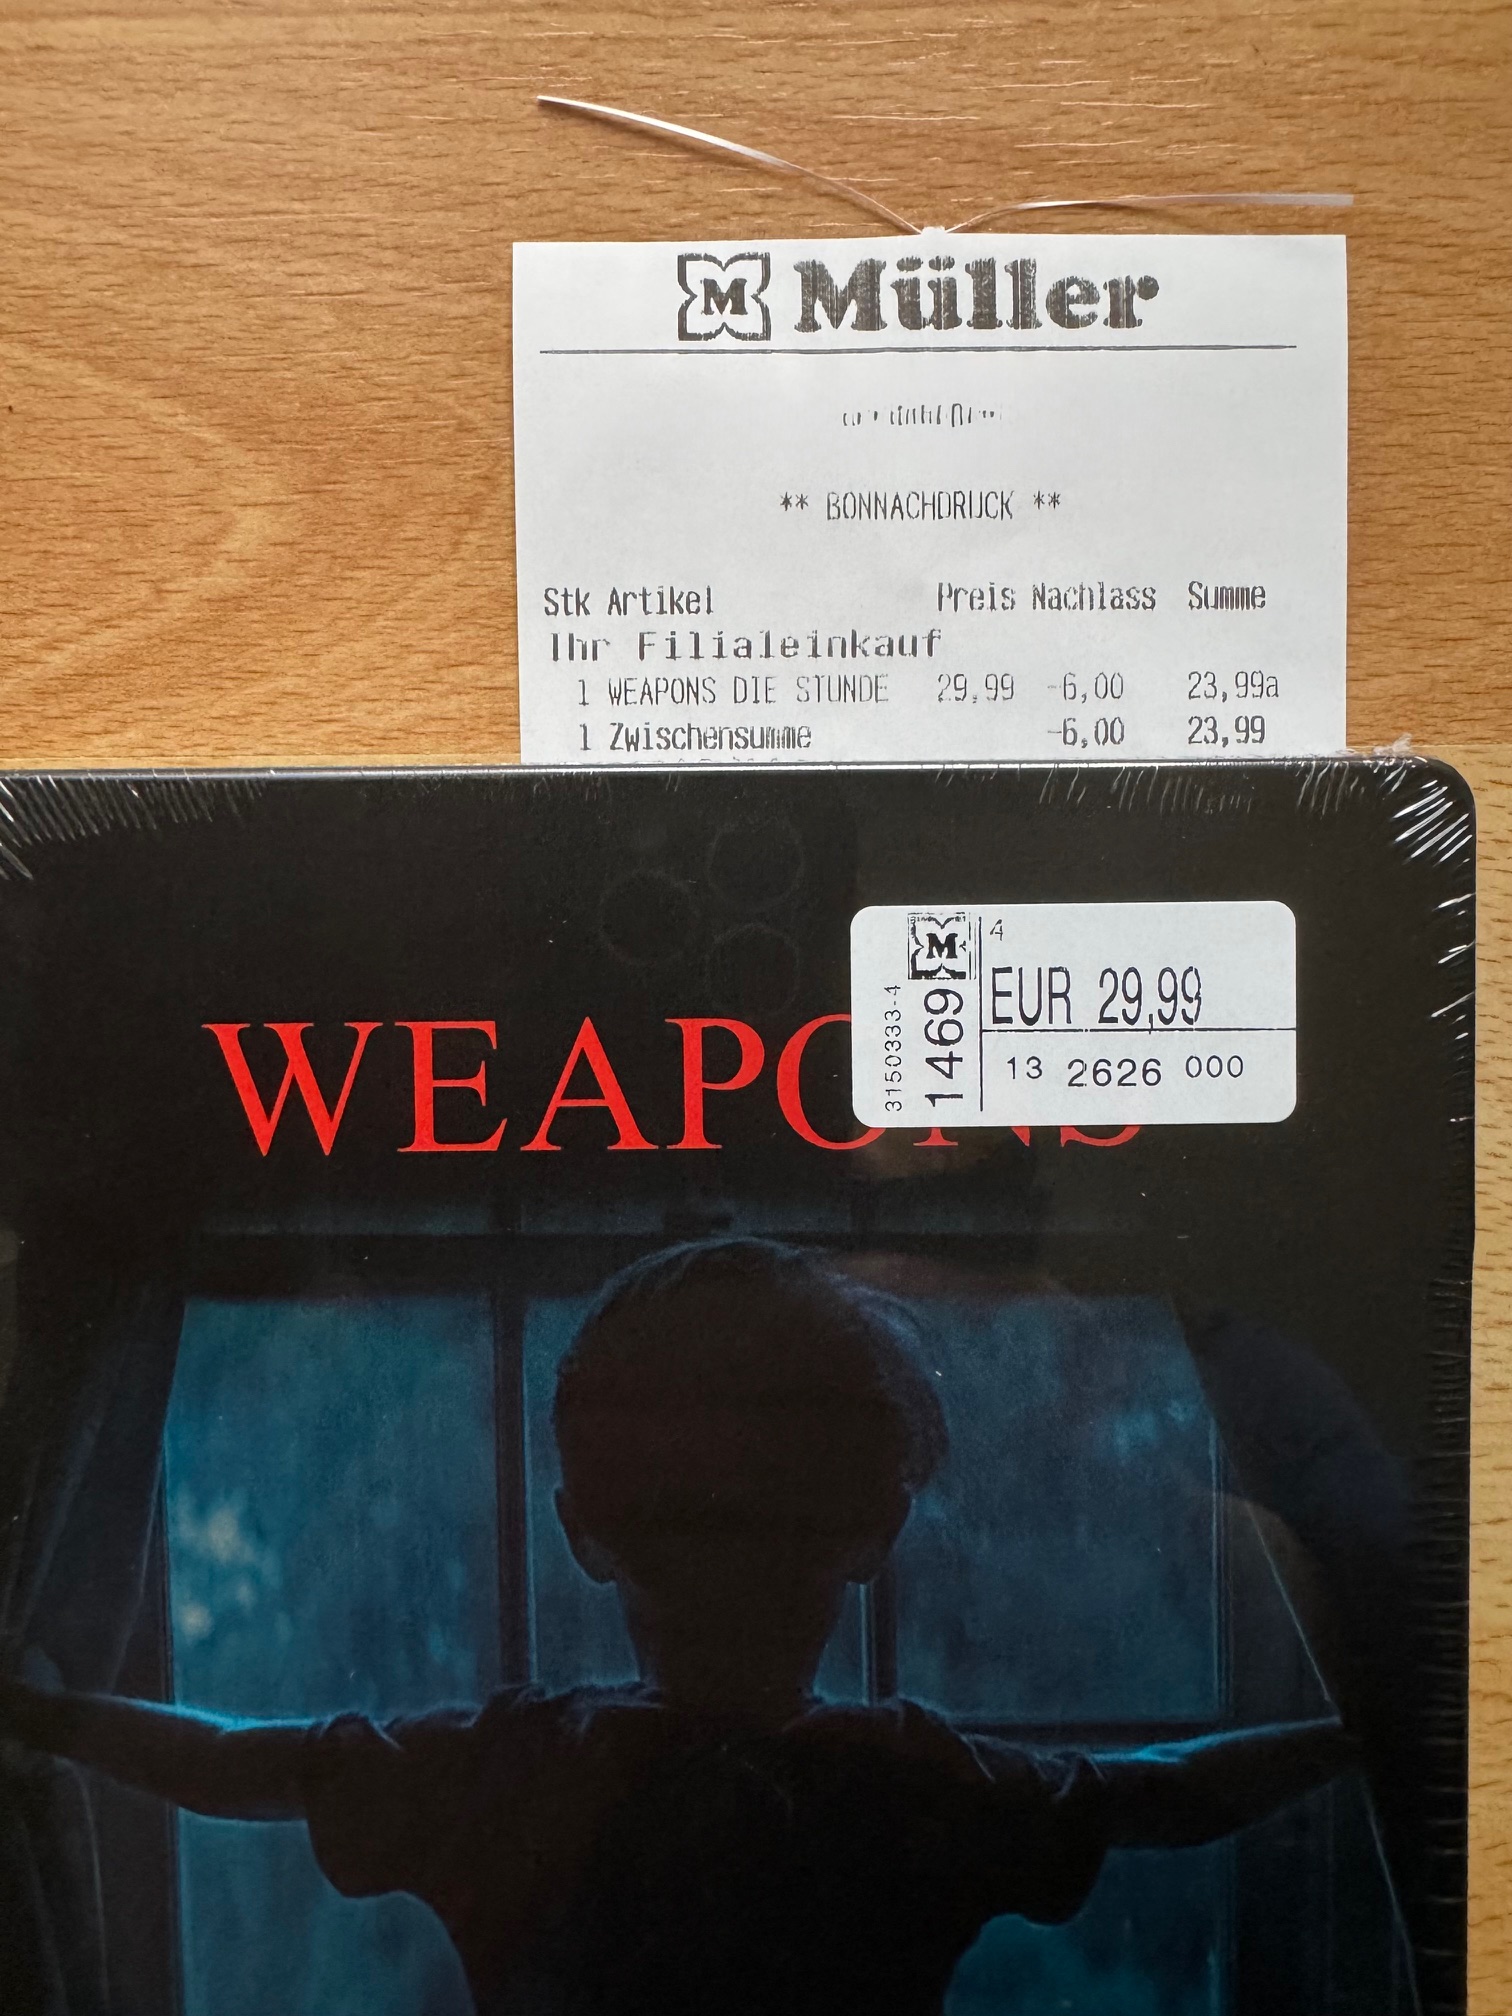 M Müller
** BONNACHDRUCK **
Stk Artikel Preis Nachlass Summe
Ihr Filialeinkauf
1 WEAPONS DIE STUNDE 29,99 -6,00 23,99a
1 Zwischensumme -6,00 23,99
M 4
EUR 29,99
3150333-4
1469
13 2626 000
WEAPONS